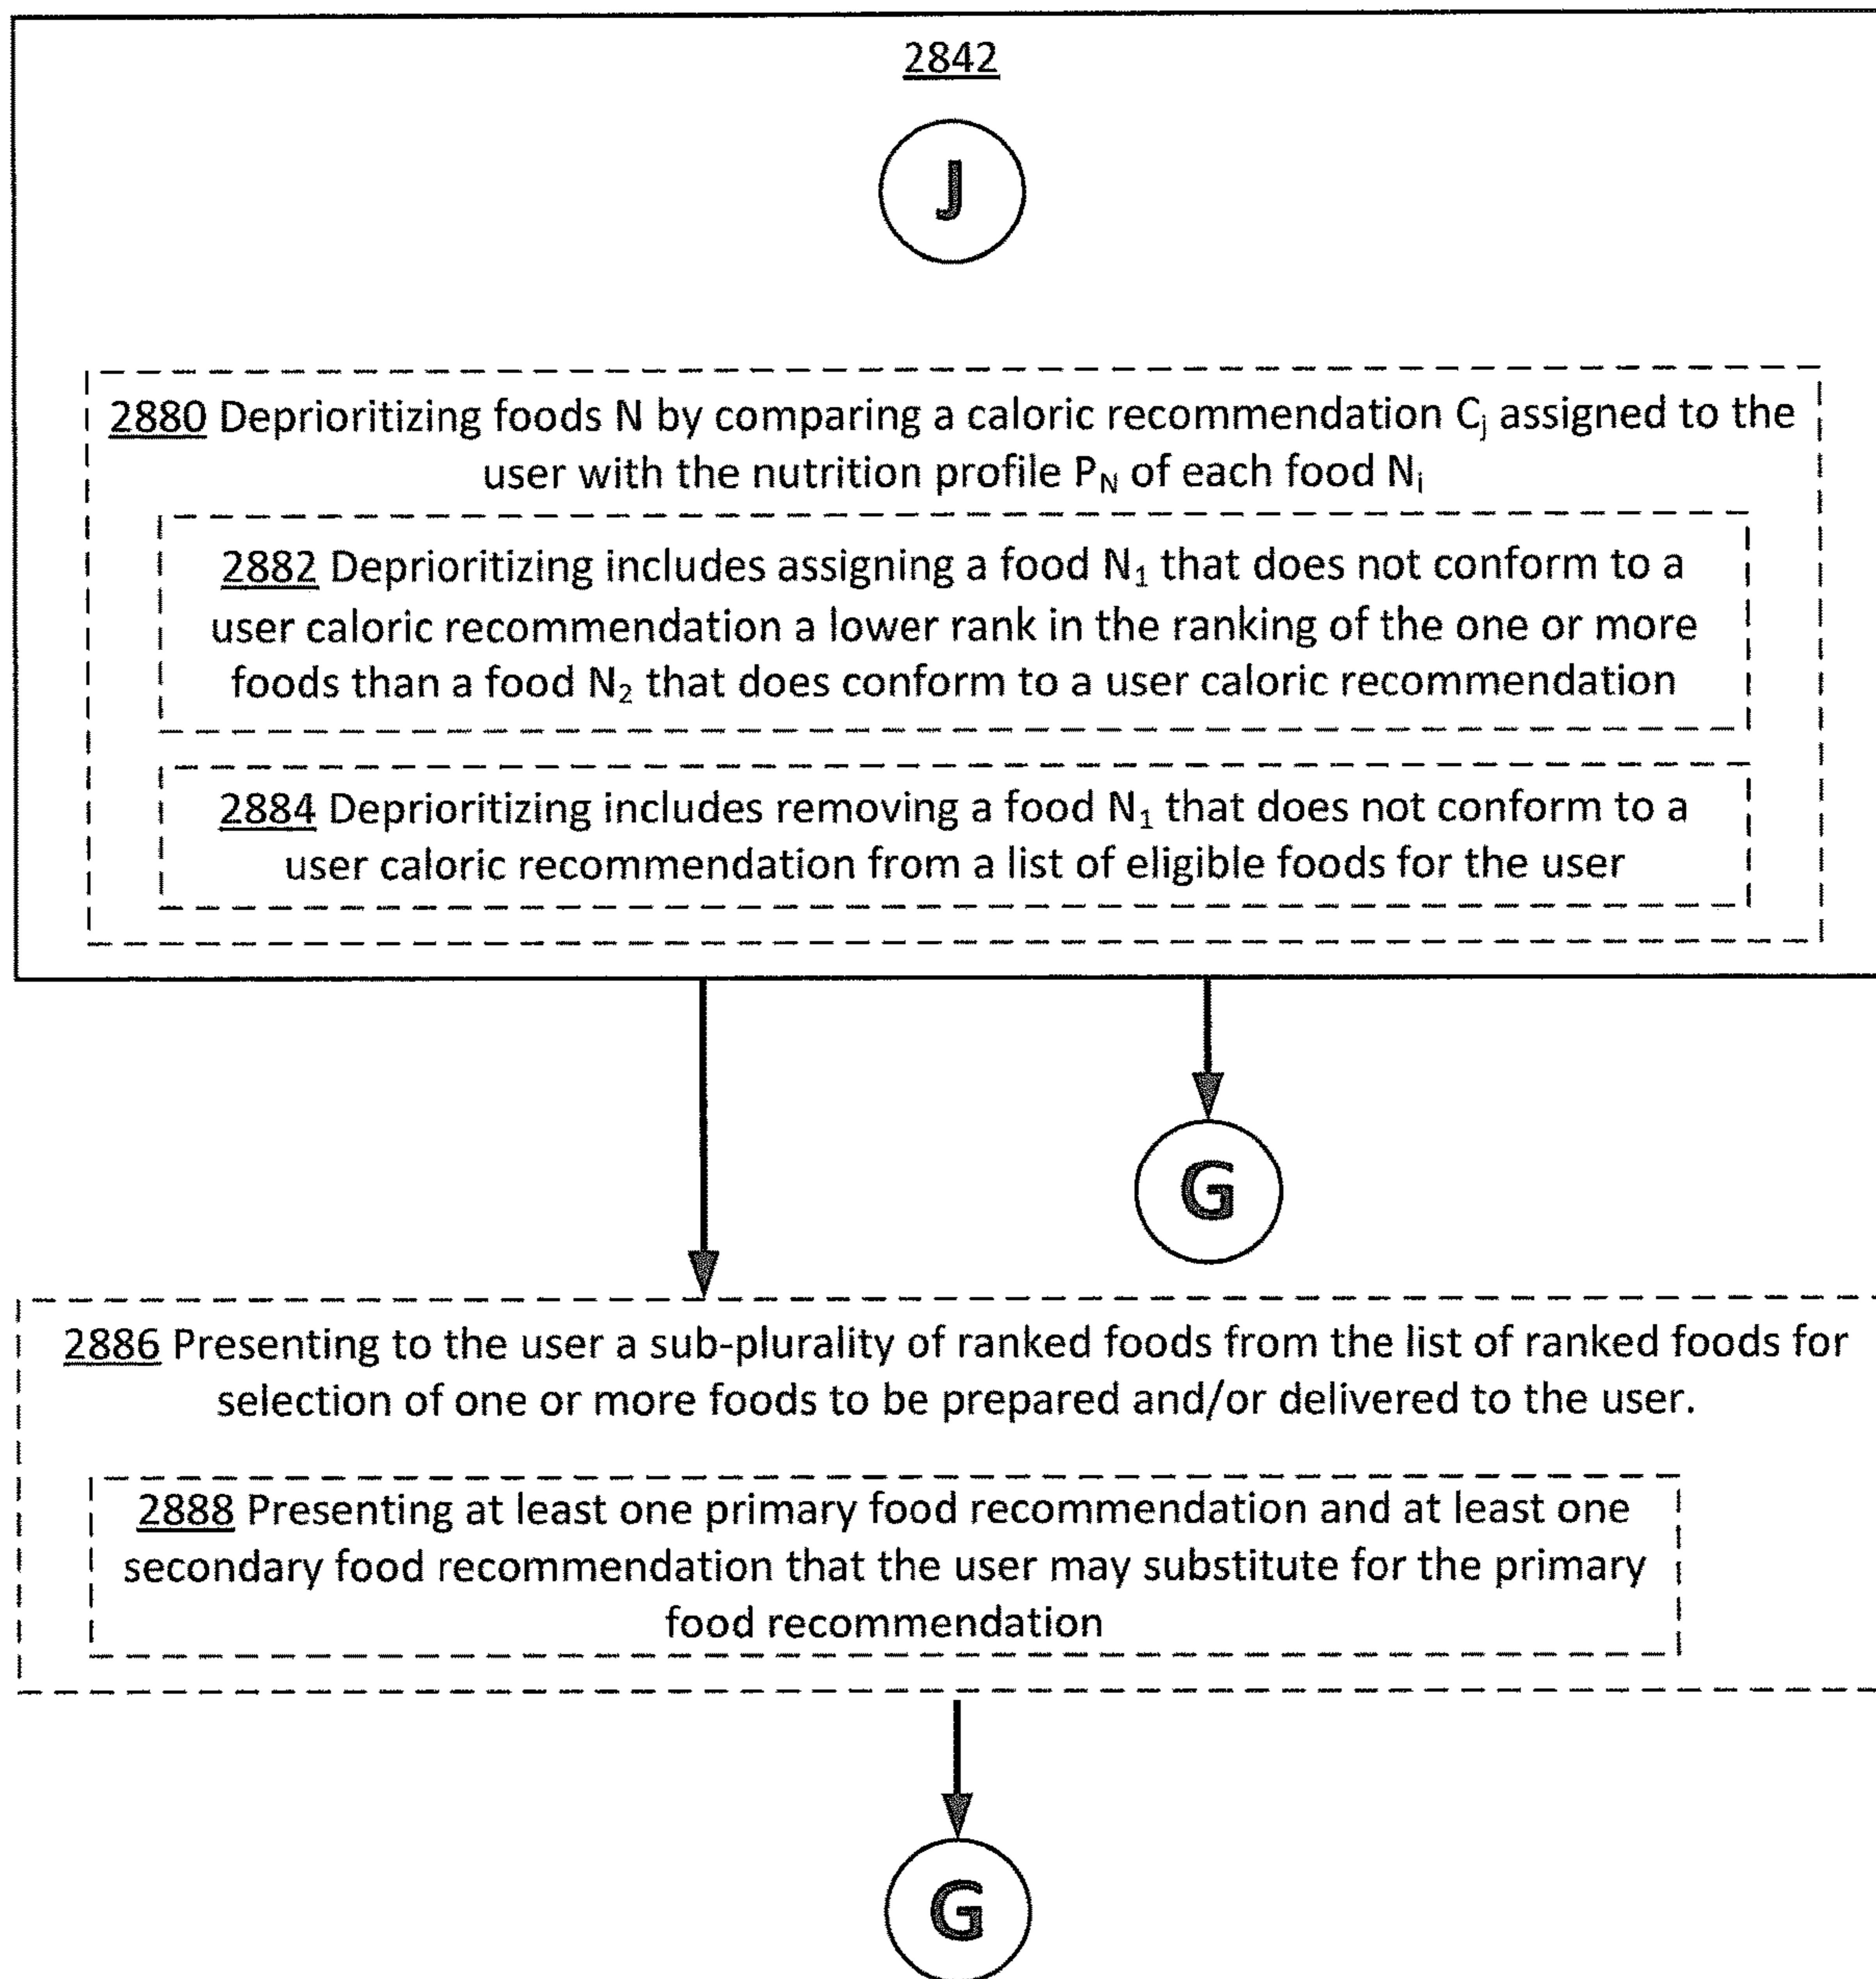 2842
J
2880 Deprioritizing foods N by comparing a caloric recommendation Cj assigned to the
user with the nutrition profile PN of each food Ni
2882 Deprioritizing includes assigning a food N1 that does not conform to a
user caloric recommendation a lower rank in the ranking of the one or more
foods than a food N2 that does conform to a user caloric recommendation
2884 Deprioritizing includes removing a food N1 that does not conform to a
user caloric recommendation from a list of eligible foods for the user
G
2886 Presenting to the user a sub-plurality of ranked foods from the list of ranked foods for
selection of one or more foods to be prepared and/or delivered to the user.
2888 Presenting at least one primary food recommendation and at least one
secondary food recommendation that the user may substitute for the primary
food recommendation
G